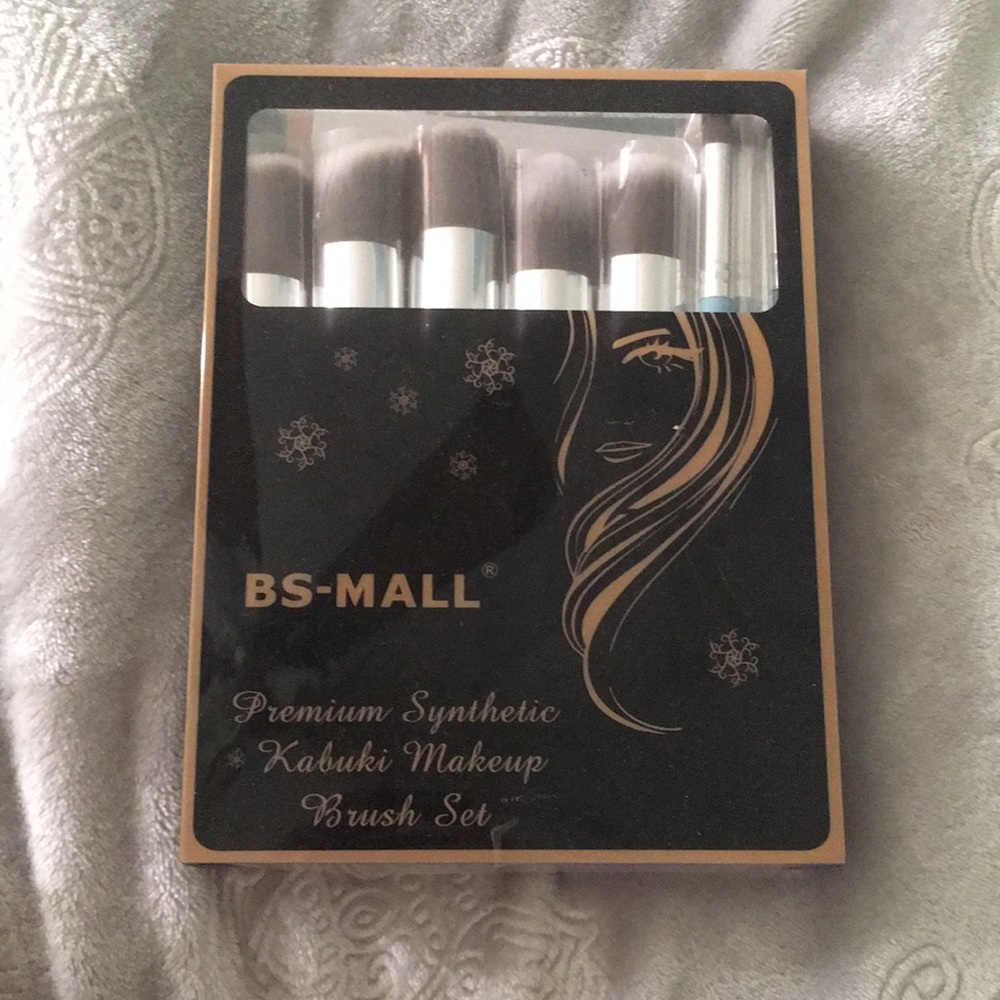 BS-MALL®
Premium Synthetic
Kabuki Makeup
Brush Set